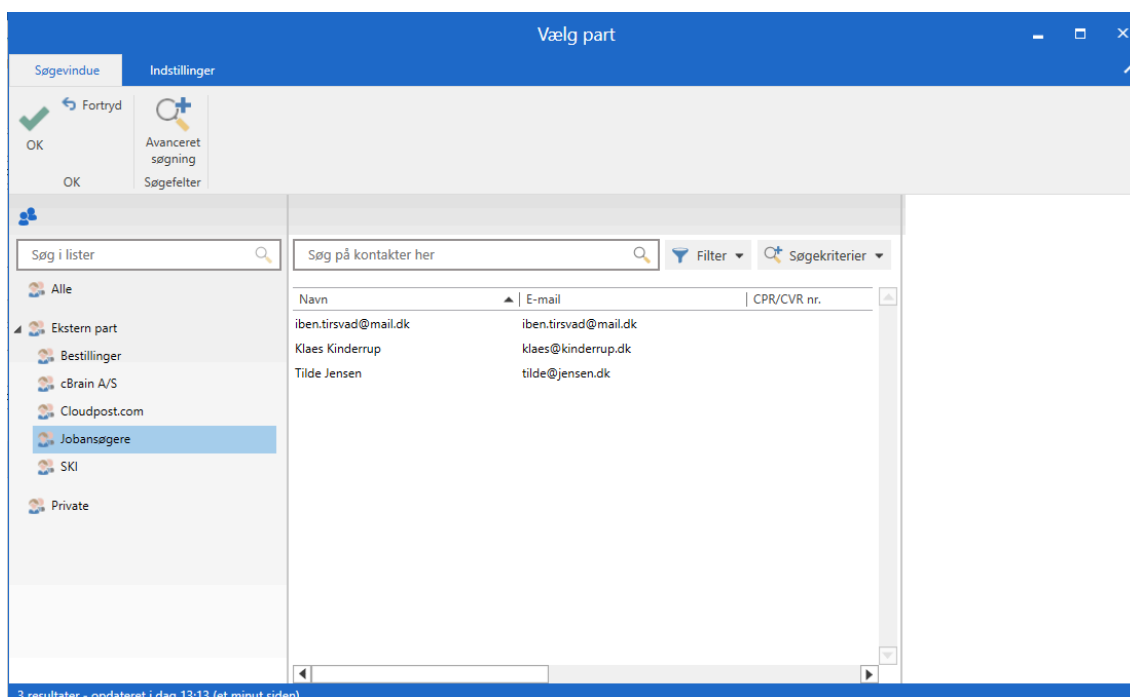 Vælg part
Søgevindue Indstillinger
Fortryd
OK
Avanceret
søgning
OK Søgefelter
Søg i lister
Søg på kontakter her
Filter
Søgekriterier
Alle
Ekstern part
Bestillinger
cBrain A/S
Cloudpost.com
Jobansøgere
SKI
Private
Navn E-mail CPR/CVR nr.
iben.tirsvad@mail.dk iben.tirsvad@mail.dk
Klaes Kinderrup klaes@kinderrup.dk
Tilde Jensen tilde@jensen.dk
3 resultater - opdateret i dag 13:13 (et minut siden)